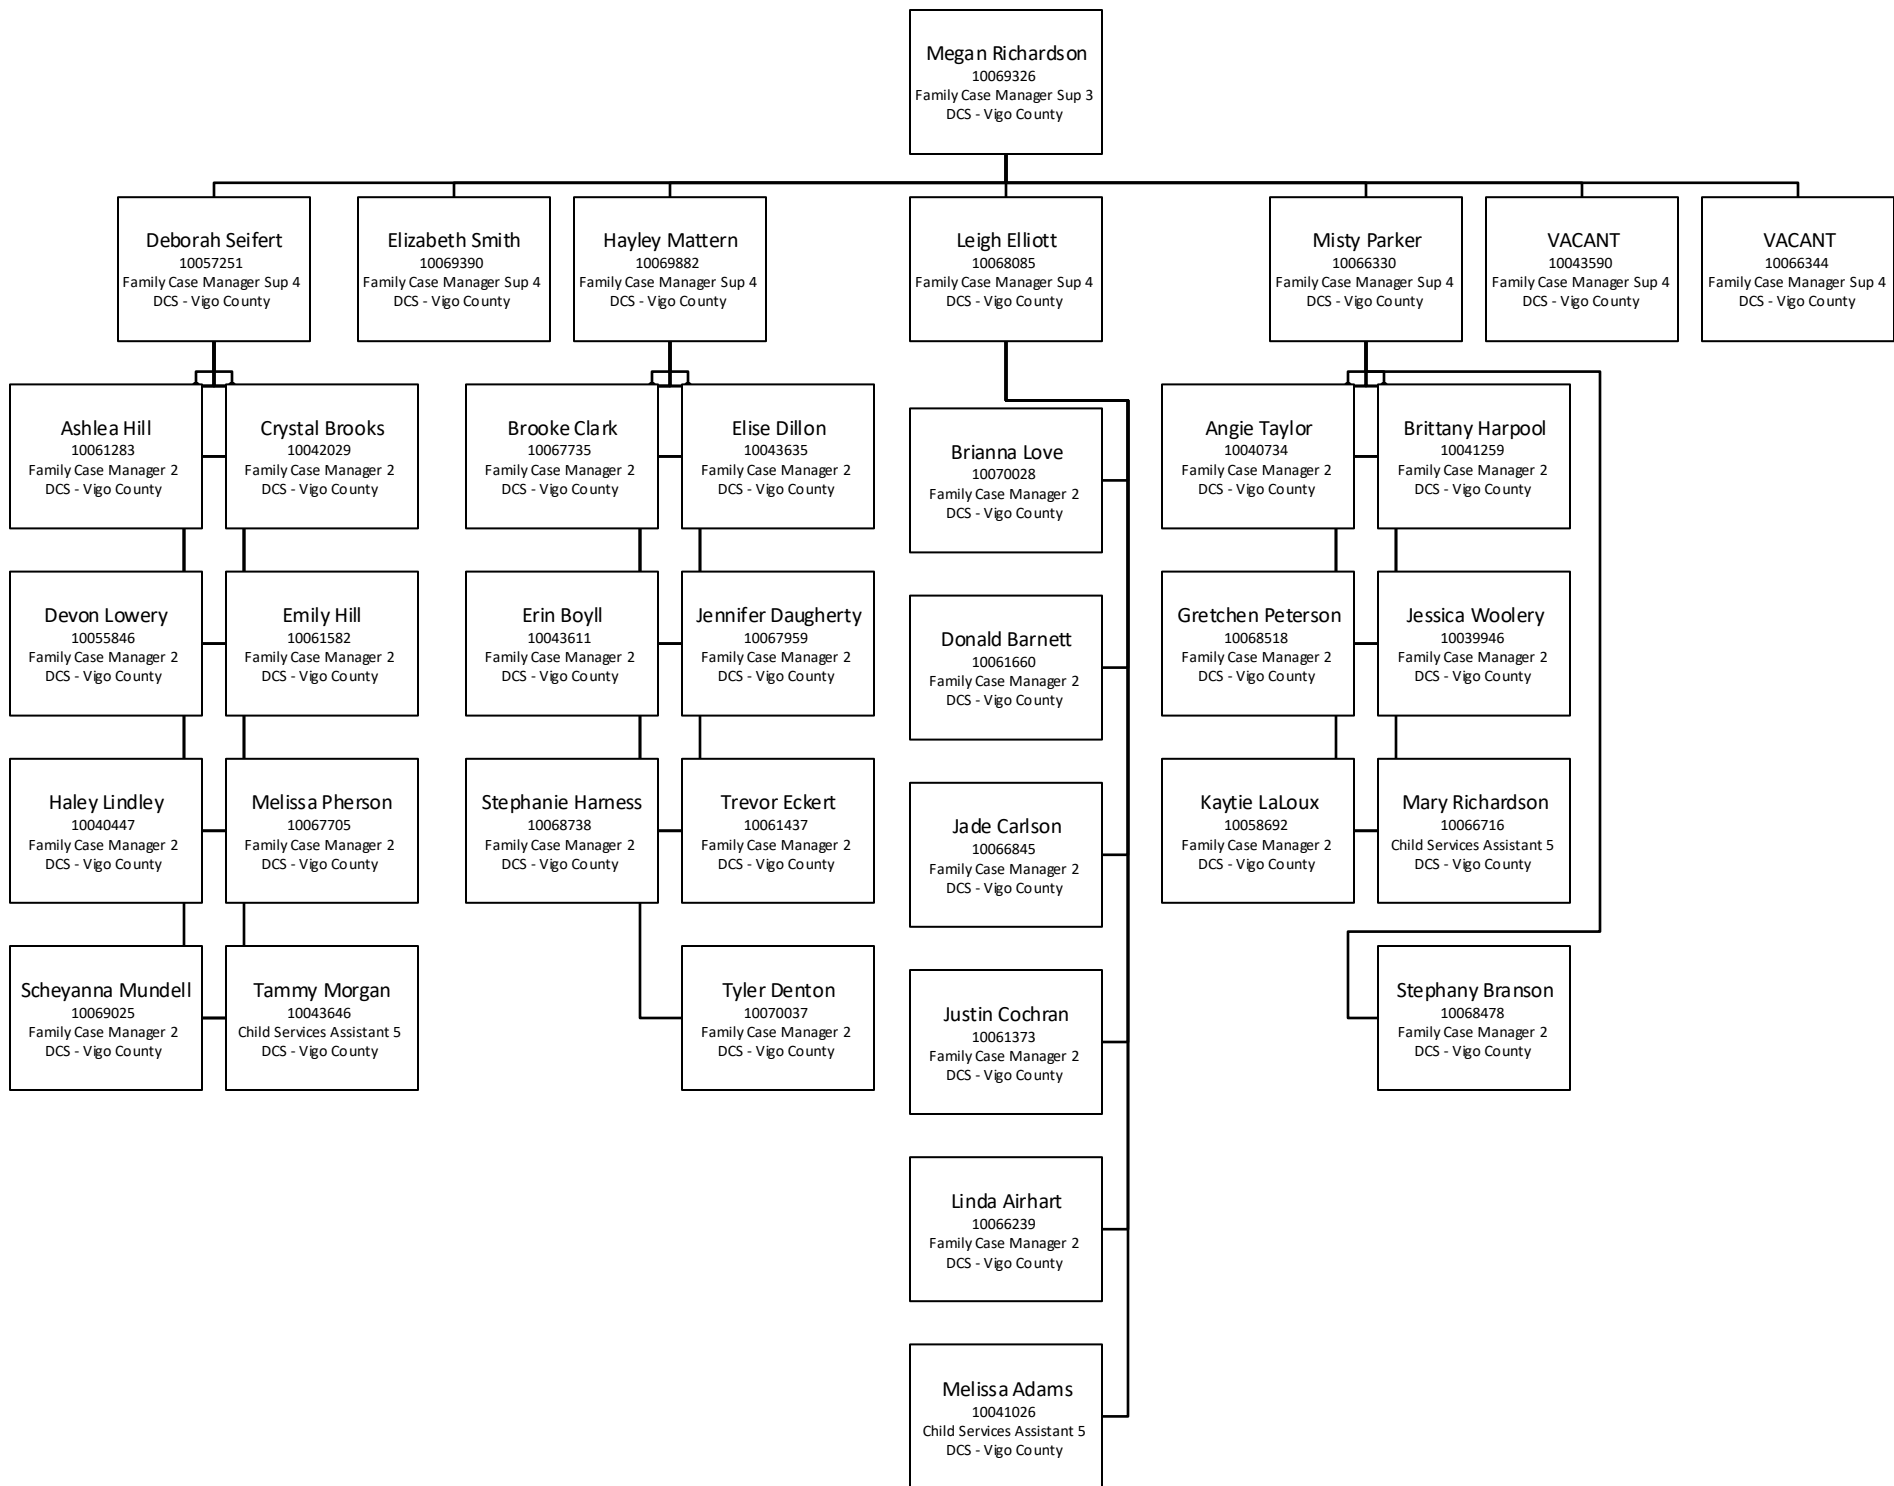 Megan Richardson
10069326
Family Case Manager Sup 3
DCS - Vigo County
Deborah Seifert
10057251
Family Case Manager Sup 4
DCS - Vigo County
Elizabeth Smith
10069390
Family Case Manager Sup 4
DCS - Vigo County
Hayley Mattern
10069882
Family Case Manager Sup 4
DCS - Vigo County
Leigh Elliott
10068085
Family Case Manager Sup 4
DCS - Vigo County
Misty Parker
10066330
Family Case Manager Sup 4
DCS - Vigo County
VACANT
10043590
Family Case Manager Sup 4
DCS - Vigo County
VACANT
10066344
Family Case Manager Sup 4
DCS - Vigo County
Ashlea Hill
10061283
Family Case Manager 2
DCS - Vigo County
Crystal Brooks
10042029
Family Case Manager 2
DCS - Vigo County
Devon Lowery
10055846
Family Case Manager 2
DCS - Vigo County
Emily Hill
10061582
Family Case Manager 2
DCS - Vigo County
Haley Lindley
10040447
Family Case Manager 2
DCS - Vigo County
Melissa Pherson
10067705
Family Case Manager 2
DCS - Vigo County
Scheyanna Mundell
10069025
Family Case Manager 2
DCS - Vigo County
Tammy Morgan
10043646
Child Services Assistant 5
DCS - Vigo County
Brooke Clark
10067735
Family Case Manager 2
DCS - Vigo County
Elise Dillon
10043635
Family Case Manager 2
DCS - Vigo County
Erin Boyll
10043611
Family Case Manager 2
DCS - Vigo County
Jennifer Daugherty
10067959
Family Case Manager 2
DCS - Vigo County
Stephanie Harness
10068738
Family Case Manager 2
DCS - Vigo County
Trevor Eckert
10061437
Family Case Manager 2
DCS - Vigo County
Tyler Denton
10070037
Family Case Manager 2
DCS - Vigo County
Brianna Love
10070028
Family Case Manager 2
DCS - Vigo County
Donald Barnett
10061660
Family Case Manager 2
DCS - Vigo County
Jade Carlson
10066845
Family Case Manager 2
DCS - Vigo County
Justin Cochran
10061373
Family Case Manager 2
DCS - Vigo County
Linda Airhart
10066239
Family Case Manager 2
DCS - Vigo County
Melissa Adams
10041026
Child Services Assistant 5
DCS - Vigo County
Angie Taylor
10040734
Family Case Manager 2
DCS - Vigo County
Brittany Harpool
10041259
Family Case Manager 2
DCS - Vigo County
Gretchen Peterson
10068518
Family Case Manager 2
DCS - Vigo County
Jessica Woolery
10039946
Family Case Manager 2
DCS - Vigo County
Kaytie LaLoux
10058692
Family Case Manager 2
DCS - Vigo County
Mary Richardson
10066716
Child Services Assistant 5
DCS - Vigo County
Stephany Branson
10068478
Family Case Manager 2
DCS - Vigo County